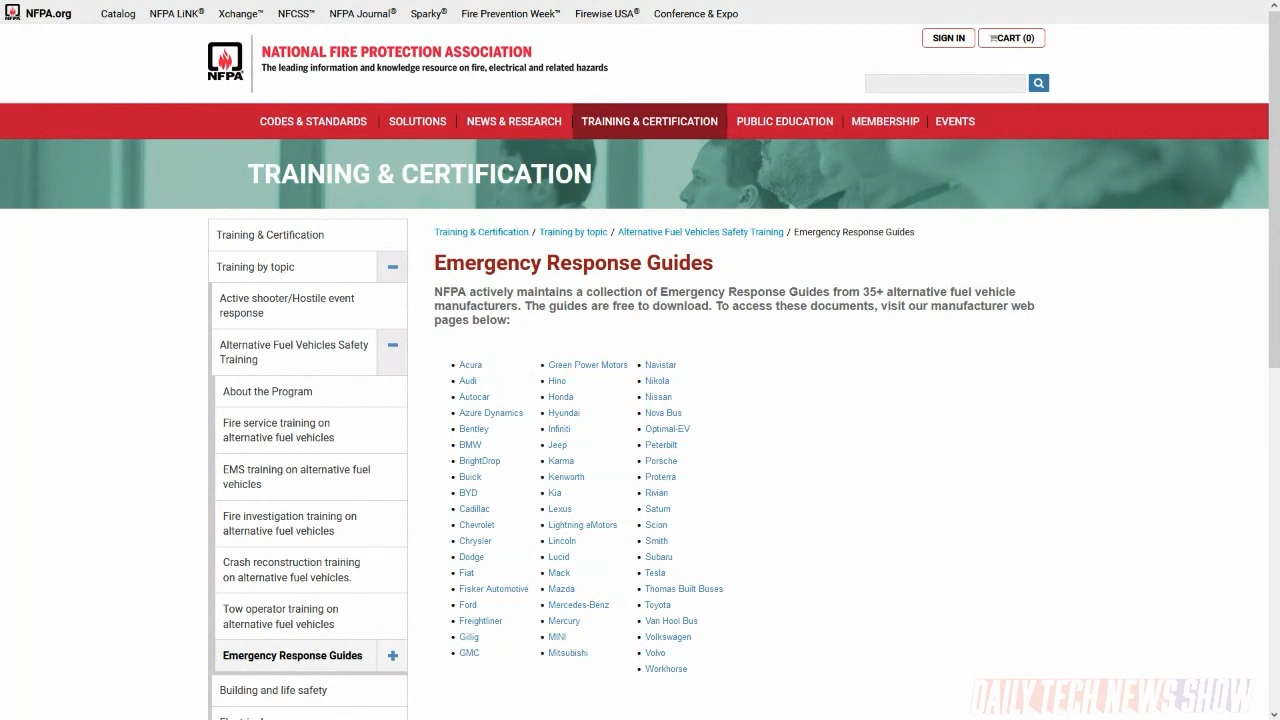 NFPA.org Catalog NFPA LiNK® Xchange™ NFCSS™ NFPA Journal® Sparky® Fire Prevention Week™ Firewise USA® Conference & Expo
SIGN IN CART (0)
NFPA
NATIONAL FIRE PROTECTION ASSOCIATION
The leading information and knowledge resource on fire, electrical and related hazards
CODES & STANDARDS SOLUTIONS NEWS & RESEARCH TRAINING & CERTIFICATION PUBLIC EDUCATION MEMBERSHIP EVENTS
TRAINING & CERTIFICATION
Training & Certification
Training by topic
Active shooter/Hostile event
response
Alternative Fuel Vehicles Safety
Training
About the Program
Fire service training on
alternative fuel vehicles
EMS training on alternative fuel
vehicles
Fire investigation training on
alternative fuel vehicles
Crash reconstruction training
on alternative fuel vehicles.
Tow operator training on
alternative fuel vehicles
Emergency Response Guides
Building and life safety
Training & Certification / Training by topic / Alternative Fuel Vehicles Safety Training / Emergency Response Guides
Emergency Response Guides
NFPA actively maintains a collection of Emergency Response Guides from 35+ alternative fuel vehicle
manufacturers. The guides are free to download. To access these documents, visit our manufacturer web
pages below:
• Acura
• Audi
• Autocar
• Azure Dynamics
• Bentley
• BMW
• BrightDrop
• Buick
• BYD
• Cadillac
• Chevrolet
• Chrysler
• Dodge
• Fiat
• Fisker Automotive
• Ford
• Freightliner
• Gillig
• GMC
• Green Power Motors
• Hino
• Honda
• Hyundai
• Infiniti
• Jeep
• Karma
• Kenworth
• Kia
• Lexus
• Lightning eMotors
• Lincoln
• Lucid
• Mack
• Mazda
• Mercedes-Benz
• Mercury
• MINI
• Mitsubishi
• Navistar
• Nikola
• Nissan
• Nova Bus
• Optimal-EV
• Peterbilt
• Porsche
• Proterra
• Rivian
• Saturn
• Scion
• Smith
• Subaru
• Tesla
• Thomas Built Buses
• Toyota
• Van Hool Bus
• Volkswagen
• Volvo
• Workhorse
DAILY TECH NEWS SHOW